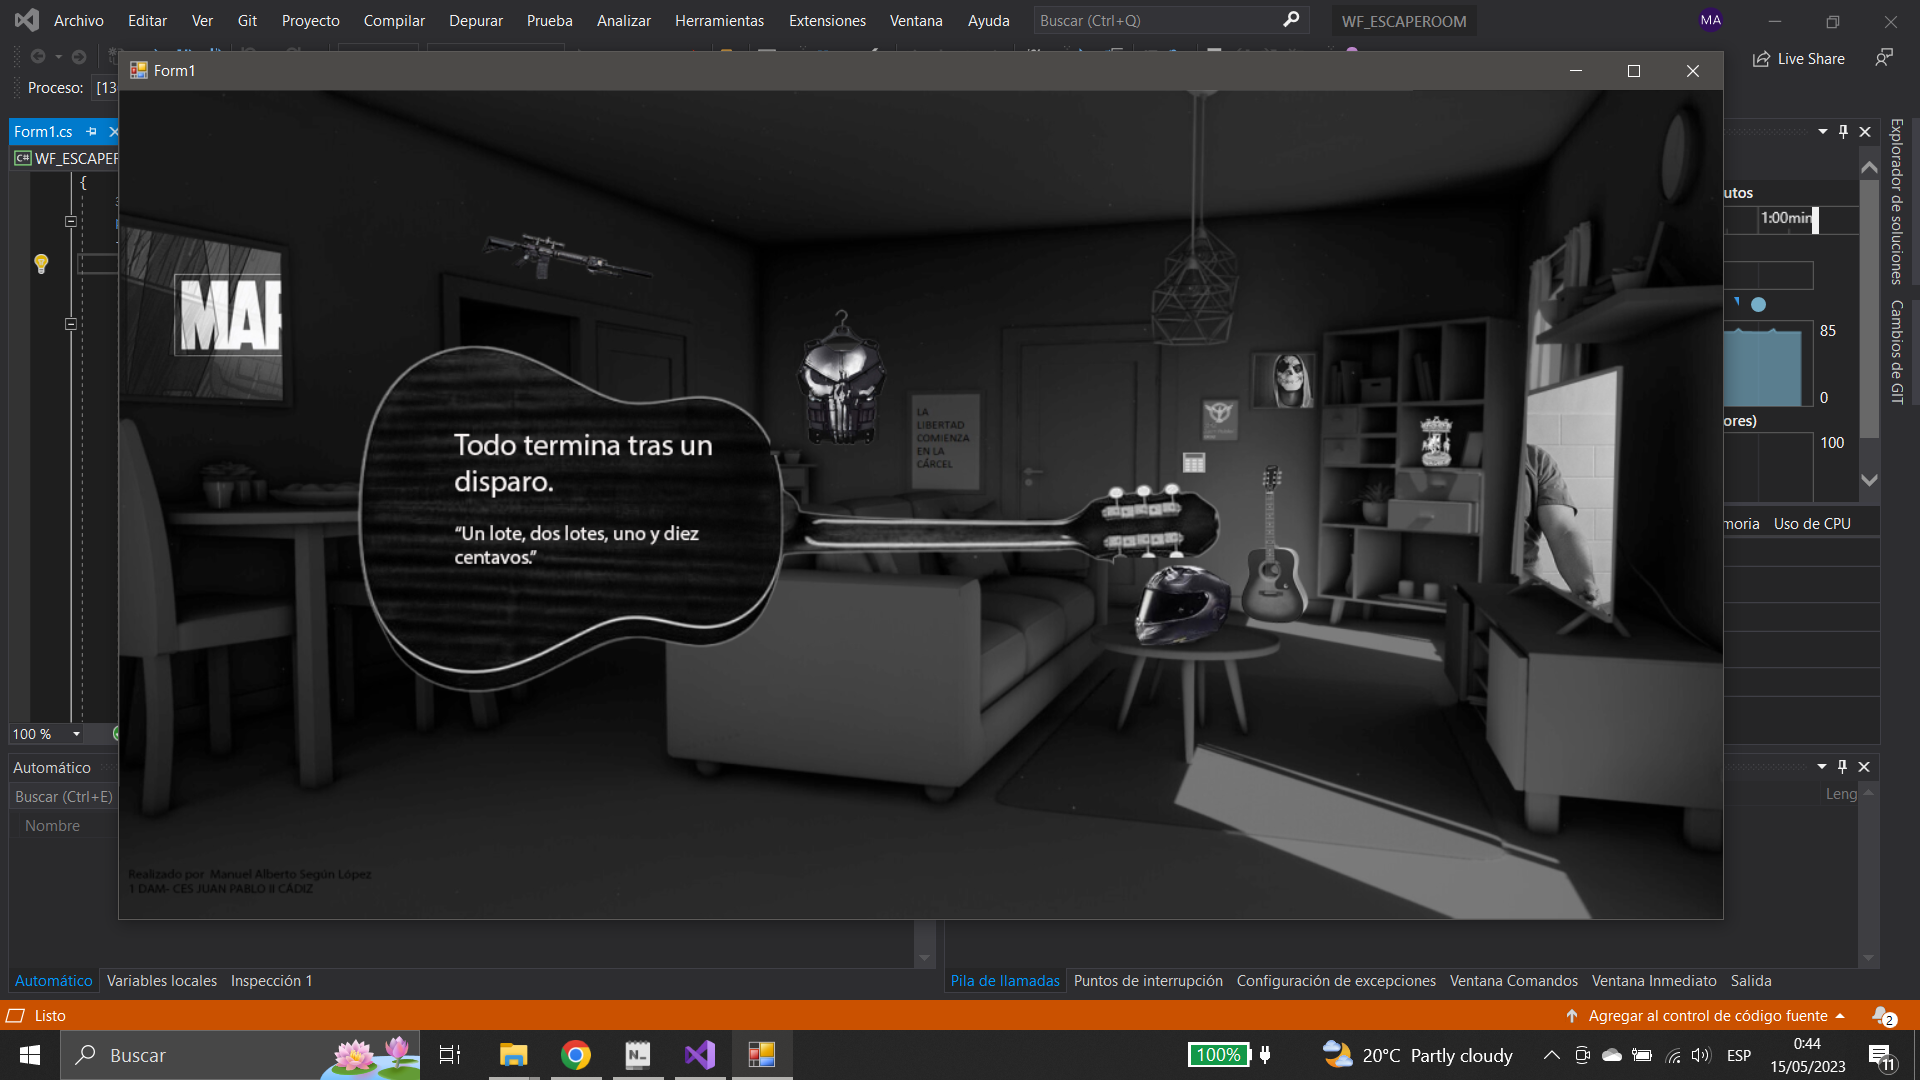 Archivo Editar Ver Git Proyecto Compilar Depurar Prueba Analizar Herramientas Extensiones Ventana Ayuda Buscar (Ctrl+Q) WF_ESCAPEROOM MA
Live Share
Proceso: [13
Form1
Form1.cs
C# WF_ESCAPER
{
MAR
LA
LIBERTAD
COMIENZA
EN LA
CÁRCEL
Todo termina tras un
disparo.
“Un lote, dos lotes, uno y diez
centavos.”
Realizado por Manuel Alberto Según López
1 DAM- CES JUAN PABLO II CÁDIZ
utos
1:00min
85
0
ores)
100
moria Uso de CPU
Explorador de soluciones
Cambios de GIT
100 %
Automático
Buscar (Ctrl+E)
Nombre
Leng
Automático Variables locales Inspección 1
Pila de llamadas Puntos de interrupción Configuración de excepciones Ventana Comandos Ventana Inmediato Salida
Listo
Agregar al control de código fuente
2
Buscar
N
100%
20°C Partly cloudy
ESP
0:44
15/05/2023
11